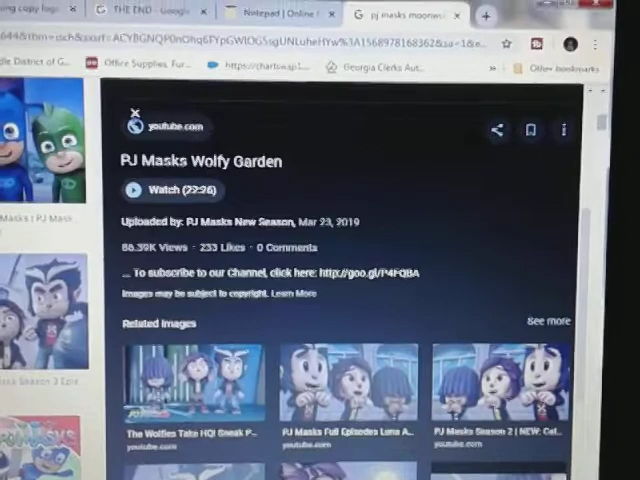 THE END - Google
Notepad | Online
pj masks
Office Supplies, Fur...
Georgia Clerks Aut...
Other bookmarks
youtube.com
PJ Masks Wolfy Garden
Watch (22:26)
Uploaded by: PJ Masks New Season, Mar 23, 2019
233 Likes · 0 Comments
... To subscribe to our Channel, click here:
Images may be subject to copyright. Learn More
Related images
See more
The Wolfies Take HQ! Sneak P...
PJ Masks Full Episodes Luna A...
PJ Masks Season 2 | NEW: Cat...
youtube.com
youtube.com
youtube.com